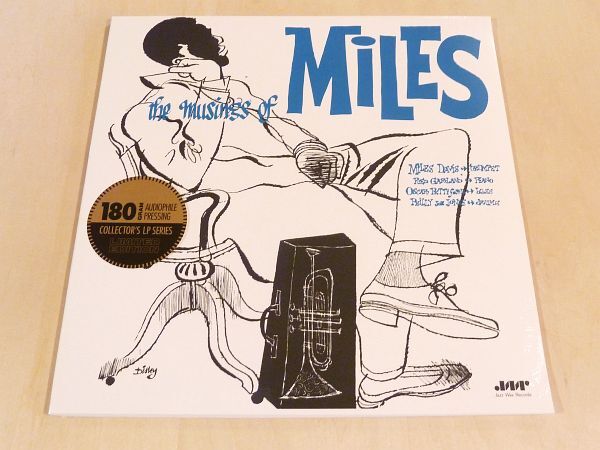 the musings of MILES
MILES DAVIS TRUMPET
RED GARLAND PIANO
OSCAR PETTIFORD BASS
PHILLY JOE JONES DRUMS
180 GRAM AUDIOPHILE PRESSING
COLLECTOR'S LP SERIES
LIMITED EDITION
Jazz Wax Records